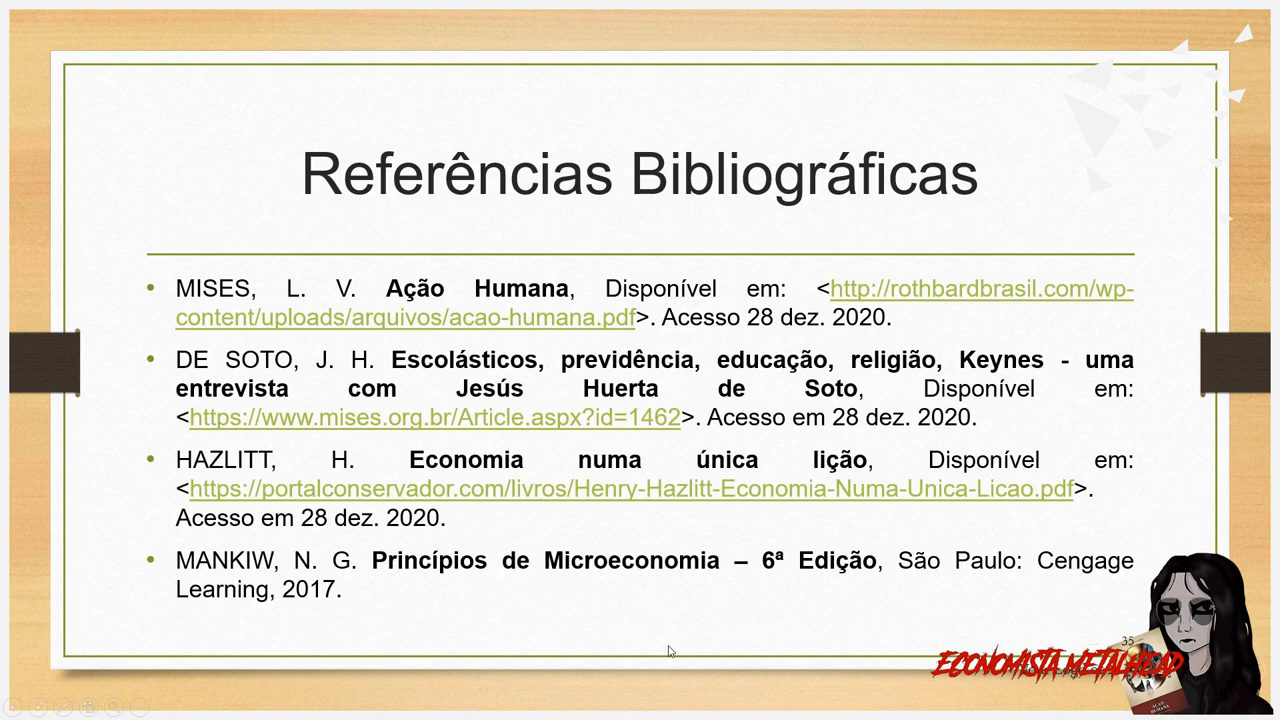 Referências Bibliográficas
• MISES, L. V. Ação Humana, Disponível em: <http://rothbardbrasil.com/wp-
content/uploads/arquivos/acao-humana.pdf>. Acesso 28 dez. 2020.
• DE SOTO, J. H. Escolásticos, previdência, educação, religião, Keynes - uma
entrevista com Jesús Huerta de Soto, Disponível em:
<https://www.mises.org.br/Article.aspx?id=1462>. Acesso em 28 dez. 2020.
• HAZLITT, H. Economia numa única lição, Disponível em:
<https://portalconservador.com/livros/Henry-Hazlitt-Economia-Numa-Unica-Licao.pdf>.
Acesso em 28 dez. 2020.
• MANKIW, N. G. Princípios de Microeconomia – 6ª Edição, São Paulo: Cengage
Learning, 2017.
35
ECONOMISTA METALHEAD
AÇÃO
HUMANA